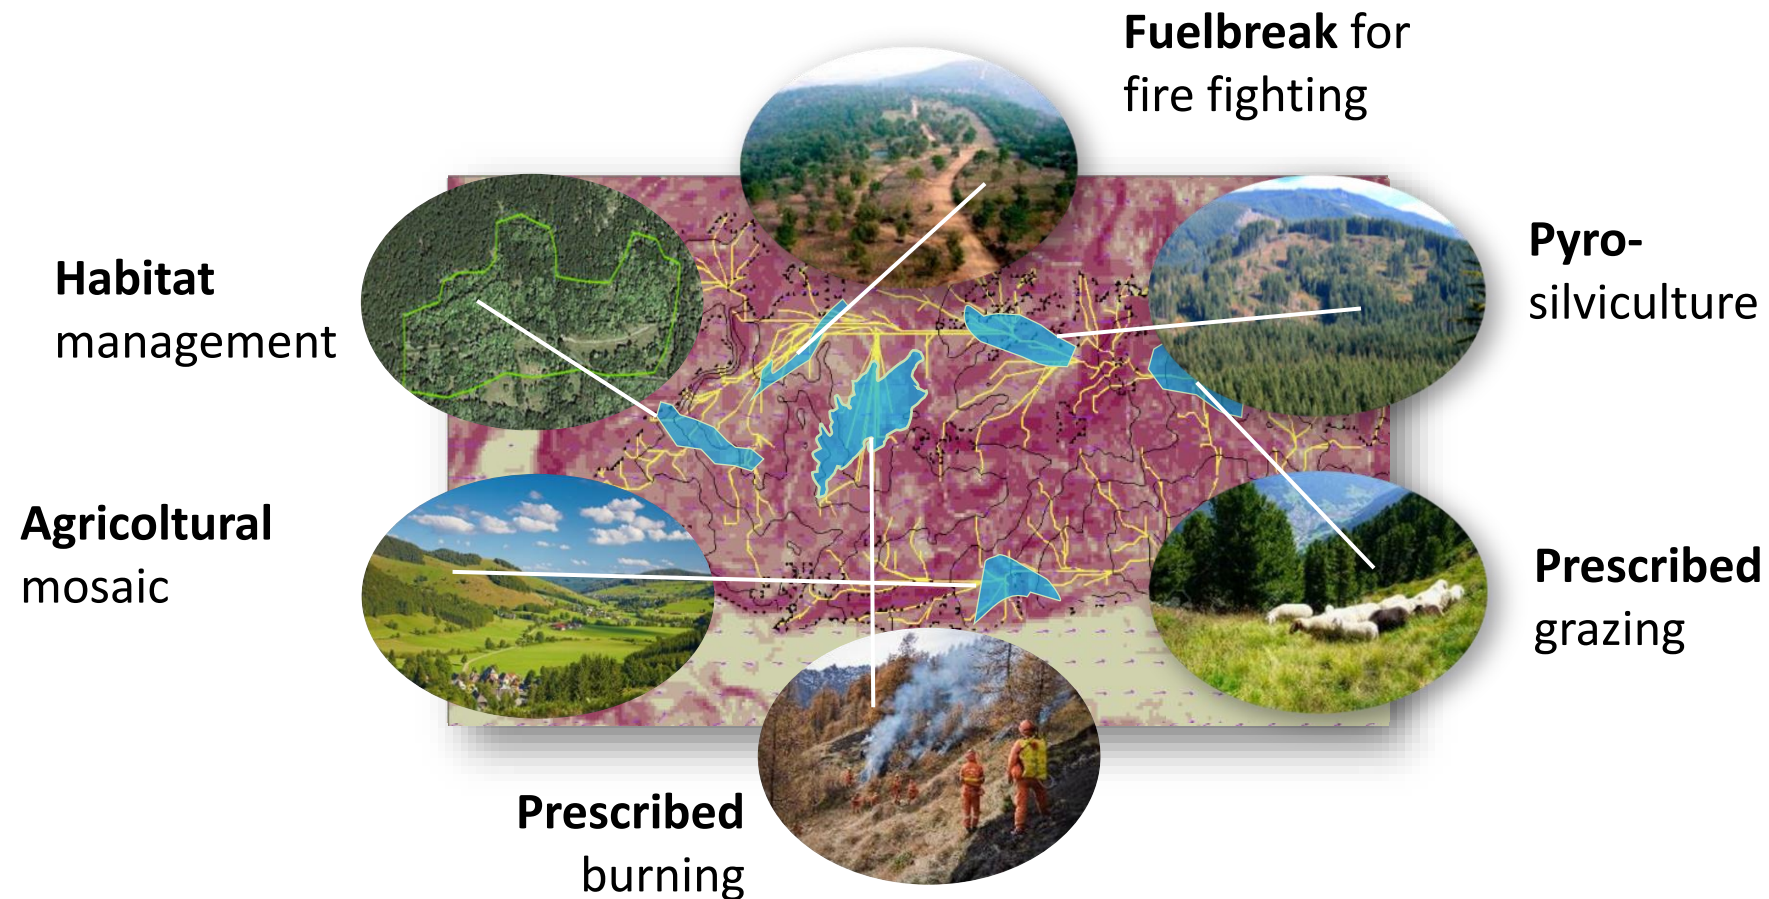 Fuelbreak for
fire fighting
Habitat
management
Pyro-
silviculture
Agricoltural
mosaic
Prescribed
grazing
Prescribed
burning